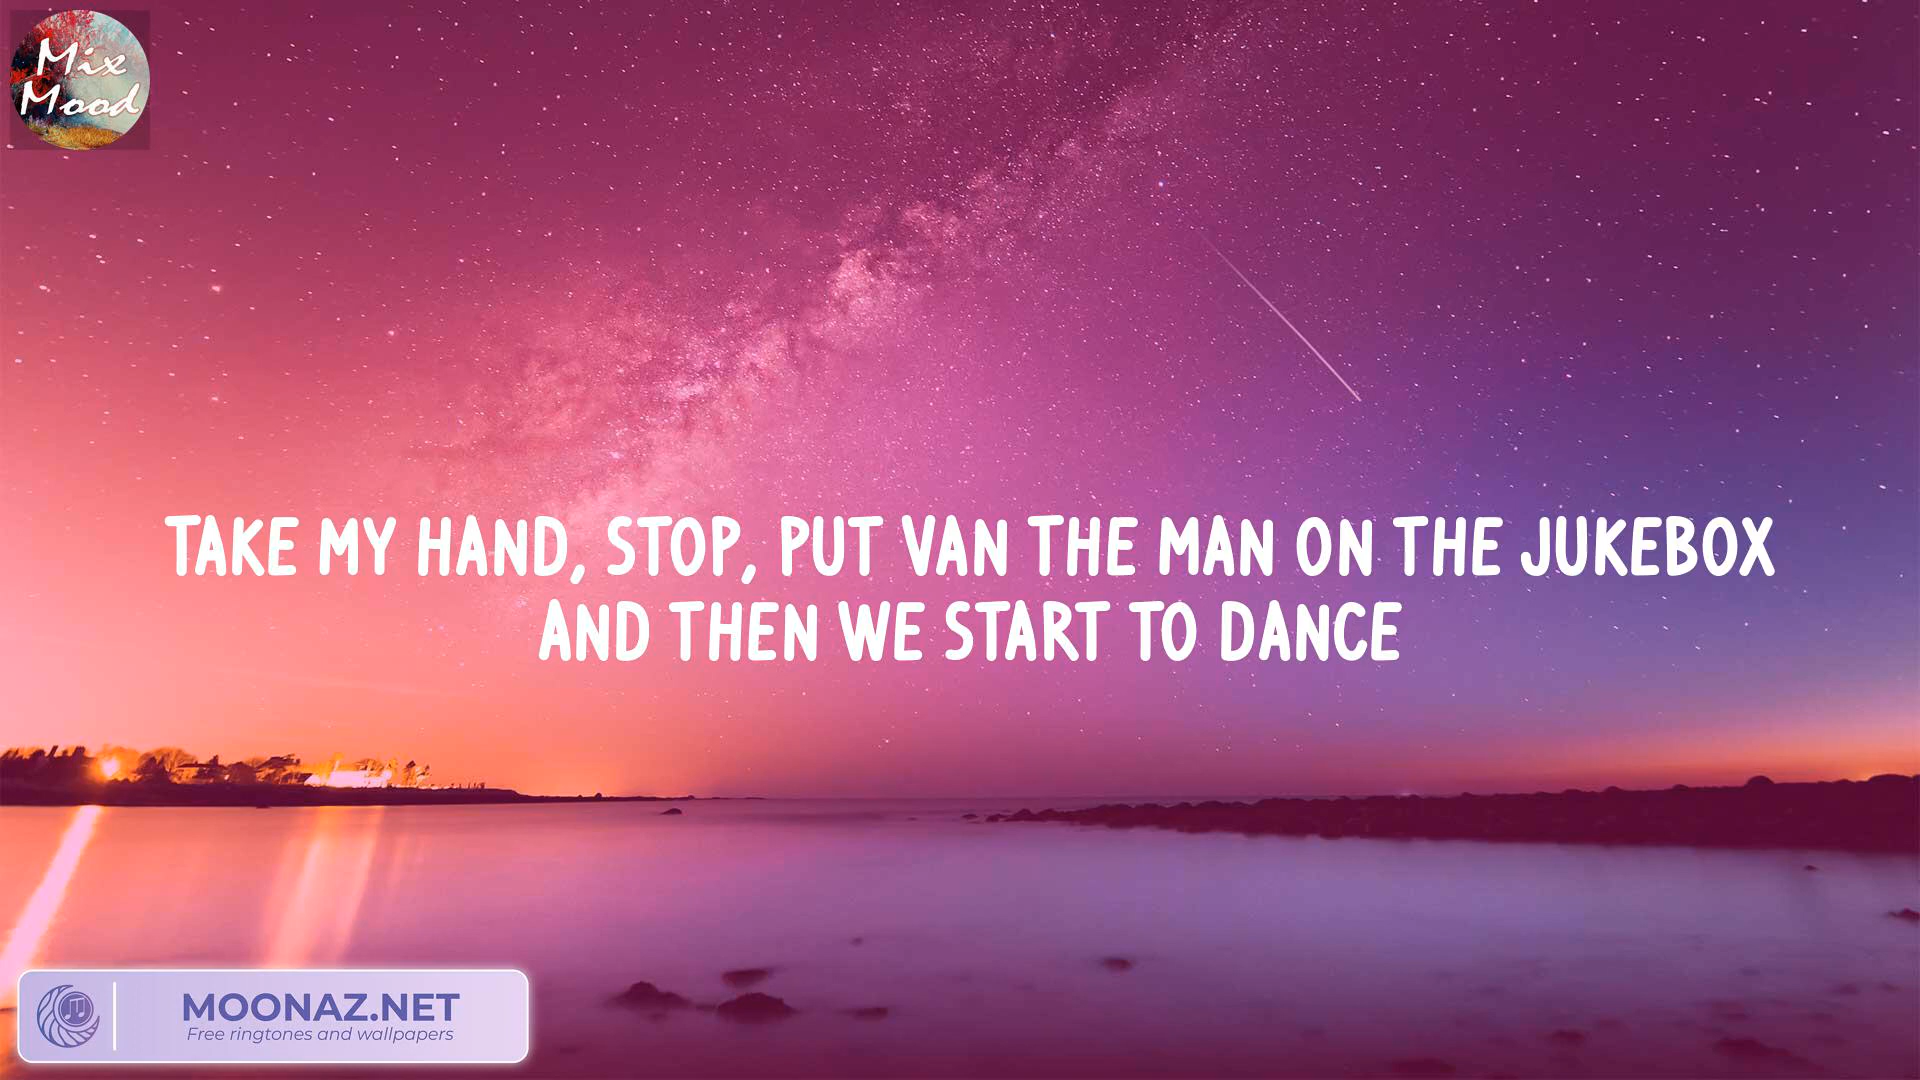 Mix
Mood
TAKE MY HAND, STOP, PUT VAN THE MAN ON THE JUKEBOX
AND THEN WE START TO DANCE
MOONAZ.NET
Free ringtones and wallpapers